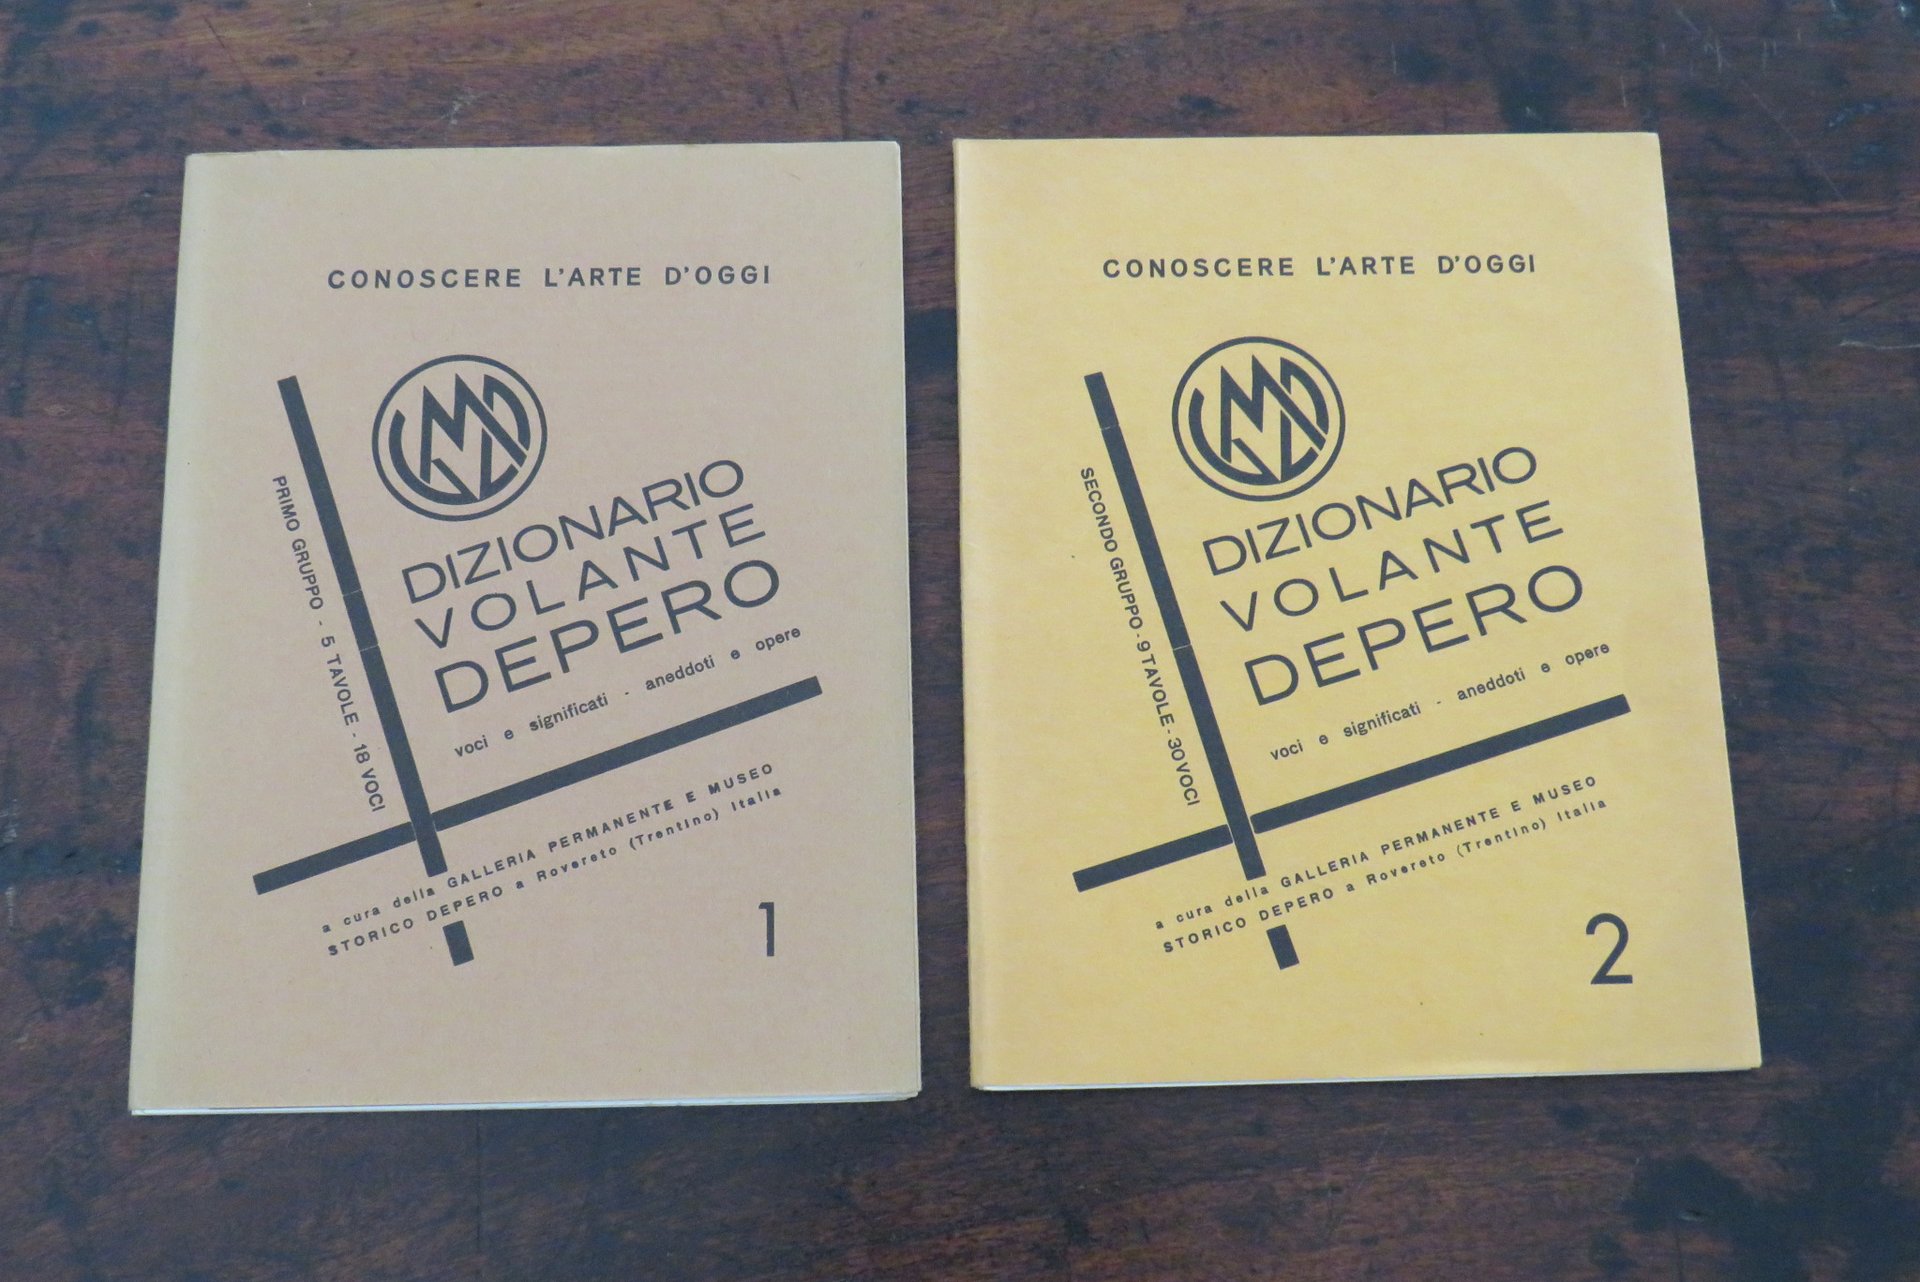 CONOSCERE L'ARTE D'OGGI
DIZIONARIO
VOLANTE
DEPERO
voci e significati - aneddoti e opere
PRIMO GRUPPO - 5 TAVOLE - 18 VOCI
a cura della GALLERIA PERMANENTE E MUSEO
STORICO DEPERO a Rovereto (Trentino) Italia
1
CONOSCERE L'ARTE D'OGGI
DIZIONARIO
VOLANTE
DEPERO
voci e significati - aneddoti e opere
SECONDO GRUPPO - 9 TAVOLE - 30 VOCI
a cura della GALLERIA PERMANENTE E MUSEO
STORICO DEPERO a Rovereto (Trentino) Italia
2